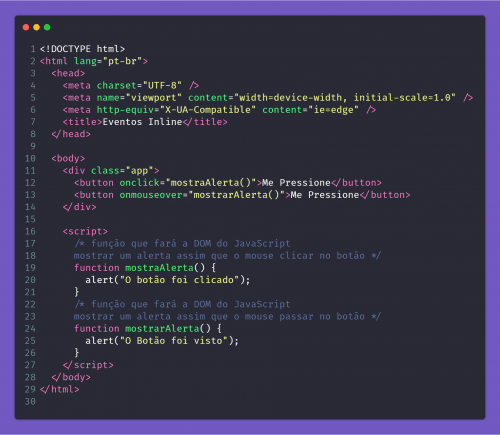 1 <!DOCTYPE html>
2 <html lang="pt-br">
3   <head>
4     <meta charset="UTF-8" />
5     <meta name="viewport" content="width=device-width, initial-scale=1.0" />
6     <meta http-equiv="X-UA-Compatible" content="ie=edge" />
7     <title>Eventos Inline</title>
8   </head>
9
10   <body>
11     <div class="app">
12       <button onclick="mostraAlerta()">Me Pressione</button>
13       <button onmouseover="mostrarAlerta()">Me Pressione</button>
14     </div>
15
16     <script>
17       /* função que fará a DOM do JavaScript
18       mostrar um alerta assim que o mouse clicar no botão */
19       function mostraAlerta() {
20         alert("O botão foi clicado");
21       }
22       /* função que fará a DOM do JavaScript
23       mostrar um alerta assim que o mouse passar no botão */
24       function mostrarAlerta() {
25         alert("O Botão foi visto");
26       }
27     </script>
28   </body>
29 </html>
30